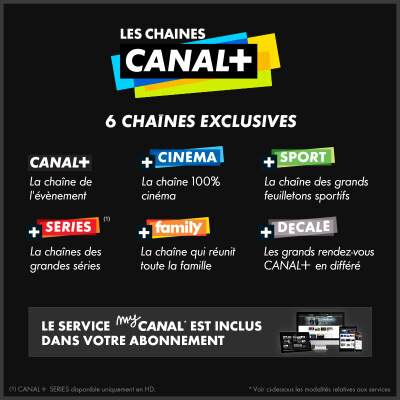 LES CHAINES
CANAL+
6 CHAÎNES EXCLUSIVES
CANAL+
La chaîne de
l'évènement
+ CINEMA
La chaîne 100%
cinéma
+ SPORT
La chaîne des grands
feuilletons sportifs
+ SERIES (1)
La chaînes des
grandes séries
+ family
La chaîne qui réunit
toute la famille
+ DECALE
Les grands rendez-vous
CANAL+ en différé
LE SERVICE myCANAL* EST INCLUS
DANS VOTRE ABONNEMENT
(1) CANAL+ SERIES disponible uniquement en HD.
* Voir ci-dessous les modalités relatives aux services